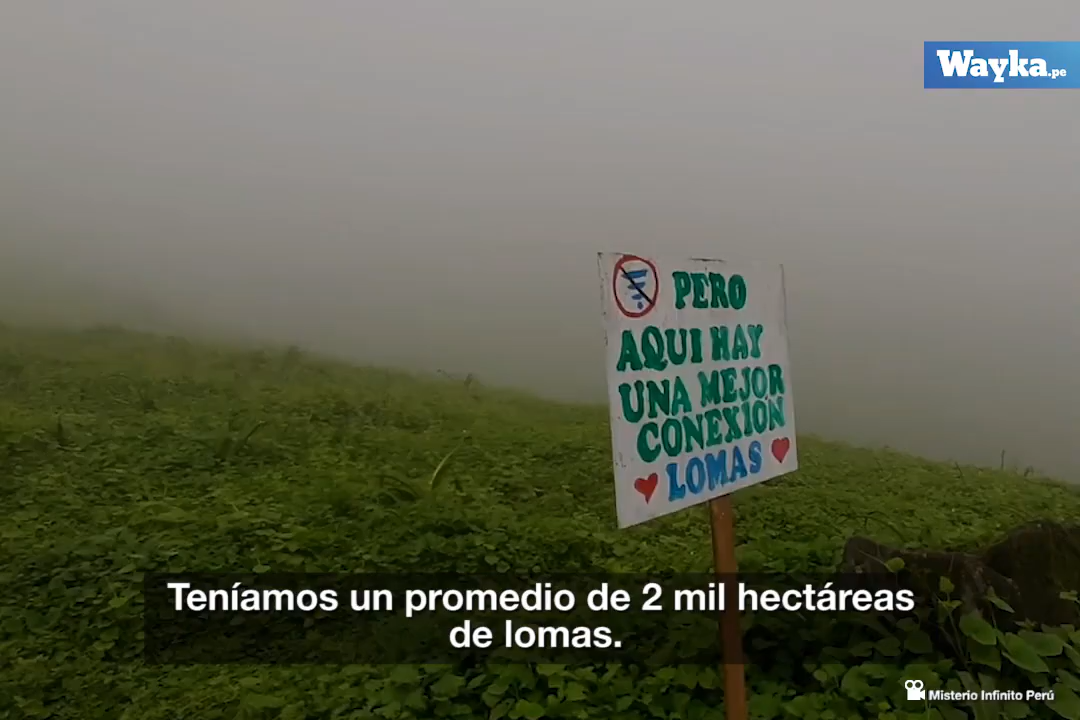 Wayka.pe
PERO
AQUI HAY
UNA MEJOR
CONEXIÓN
LOMAS
Teníamos un promedio de 2 mil hectáreas
de lomas.
Misterio Infinito Perú